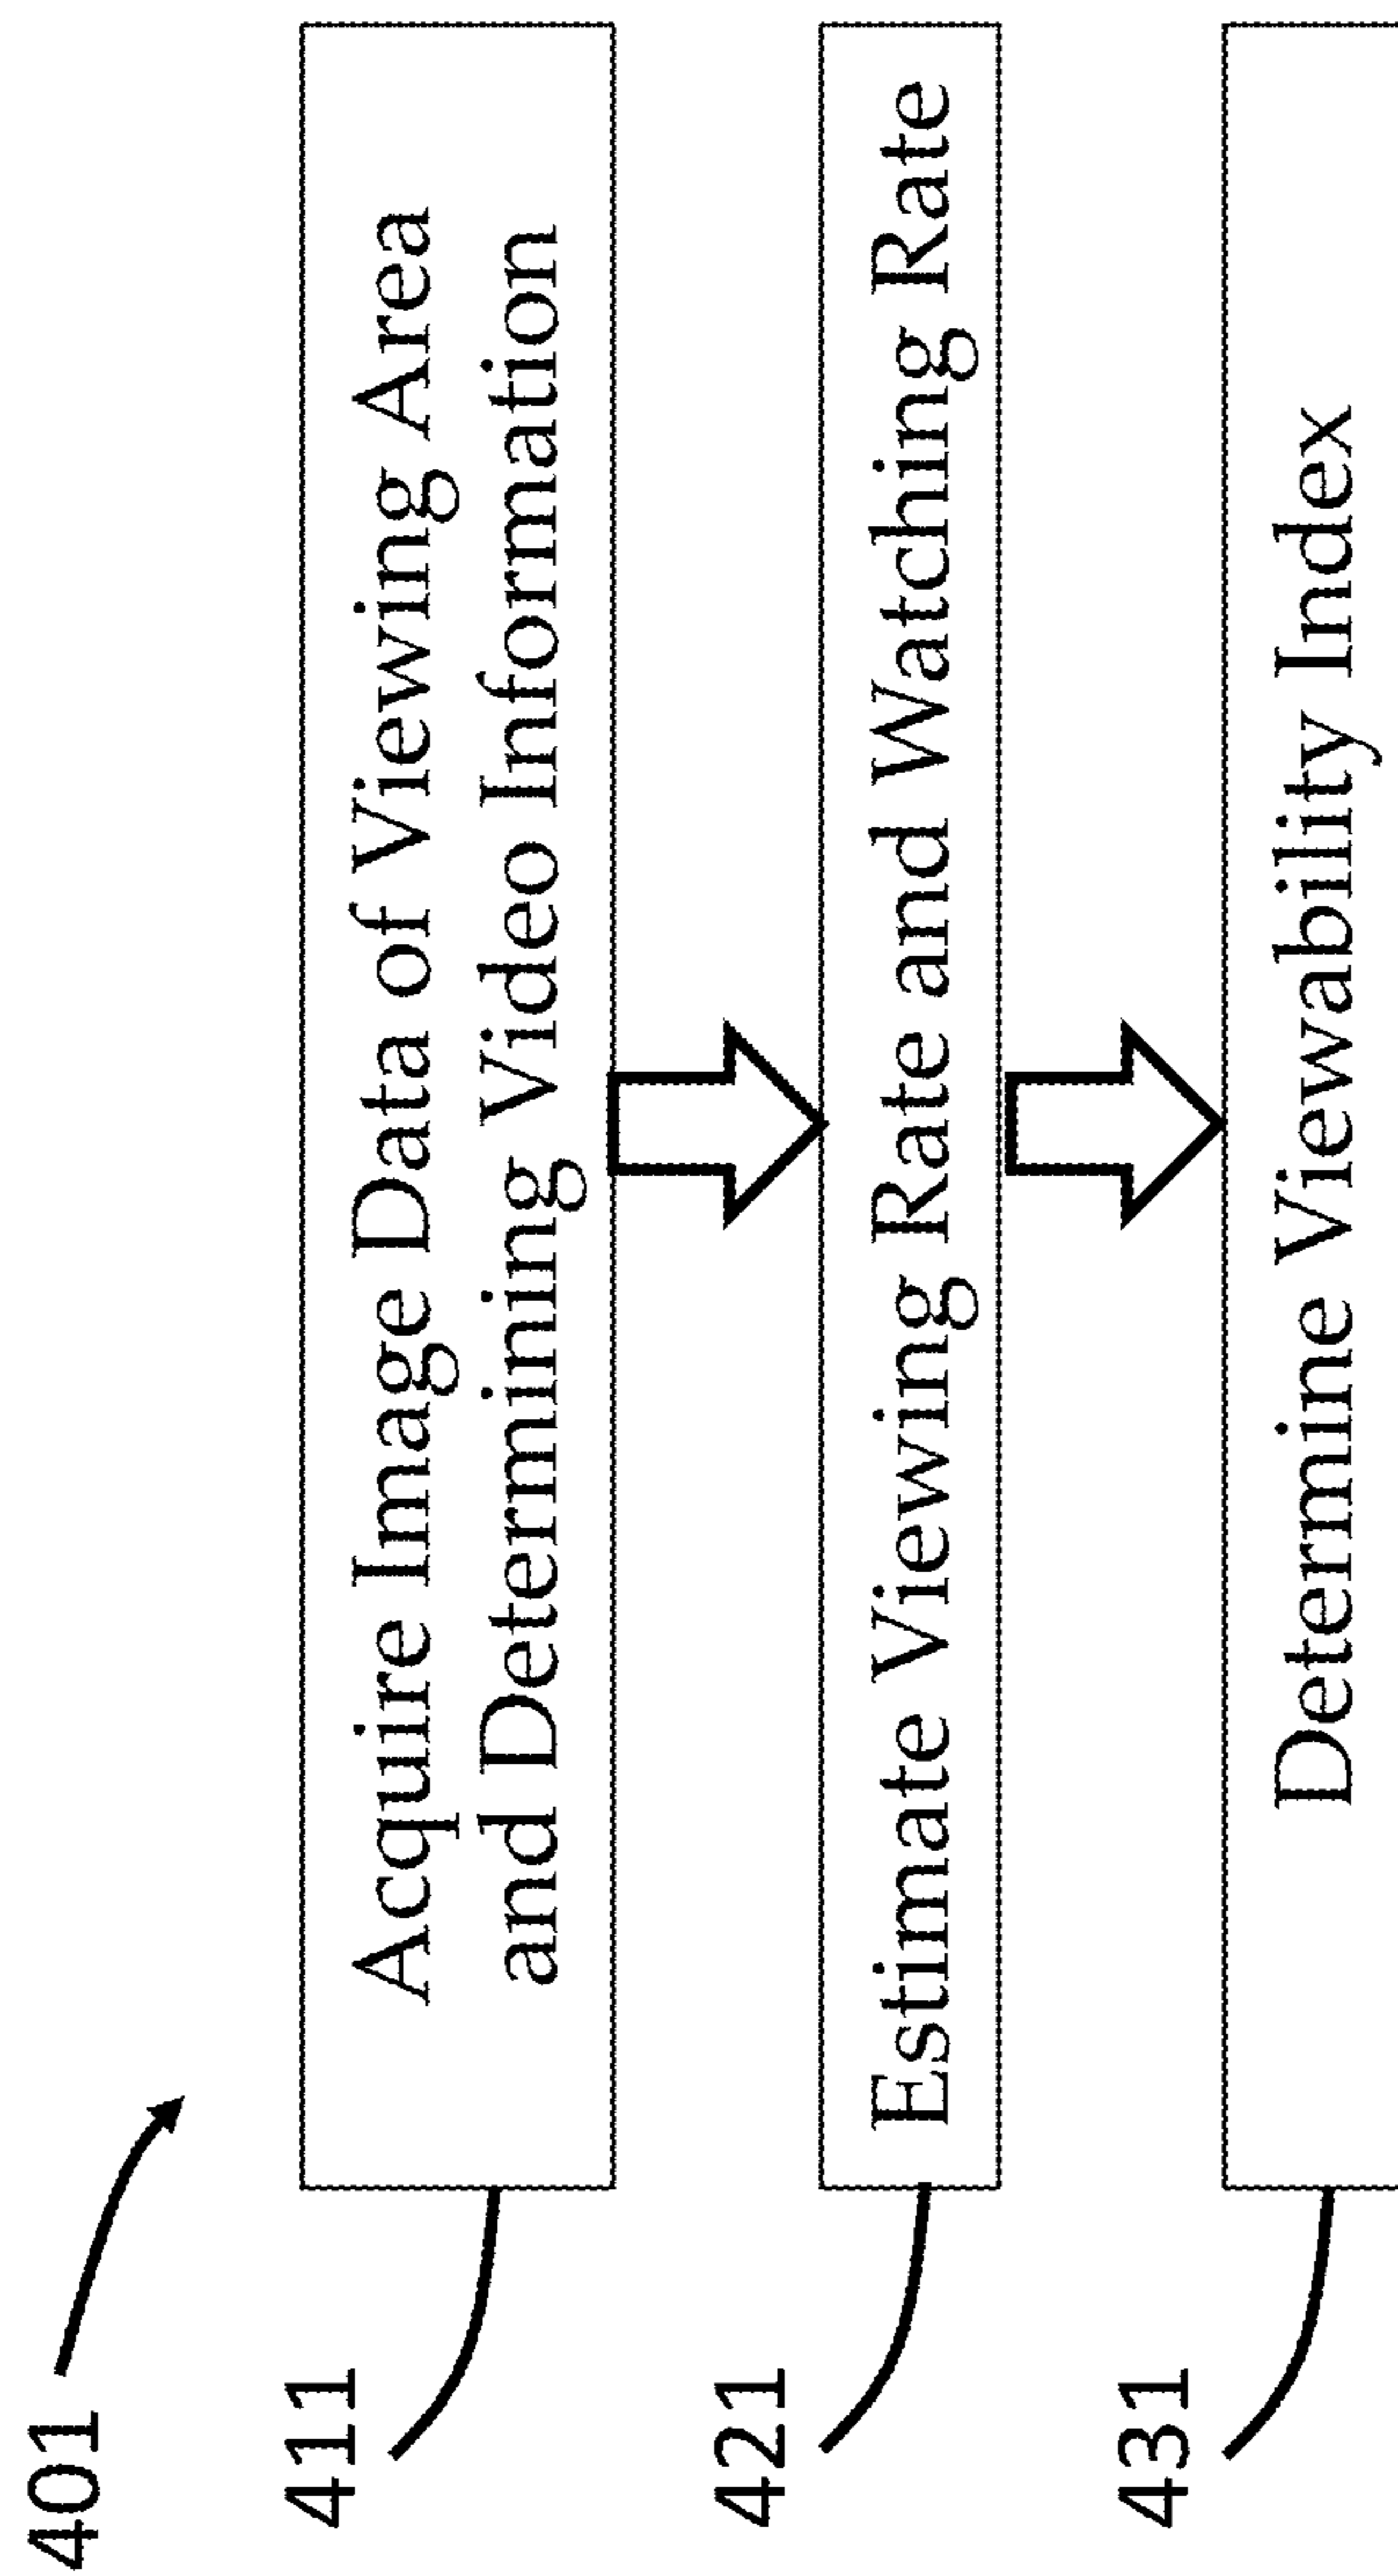 401
411
Acquire Image Data of Viewing Area
and Determining Video Information
421
Estimate Viewing Rate and Watching Rate
431
Determine Viewability Index